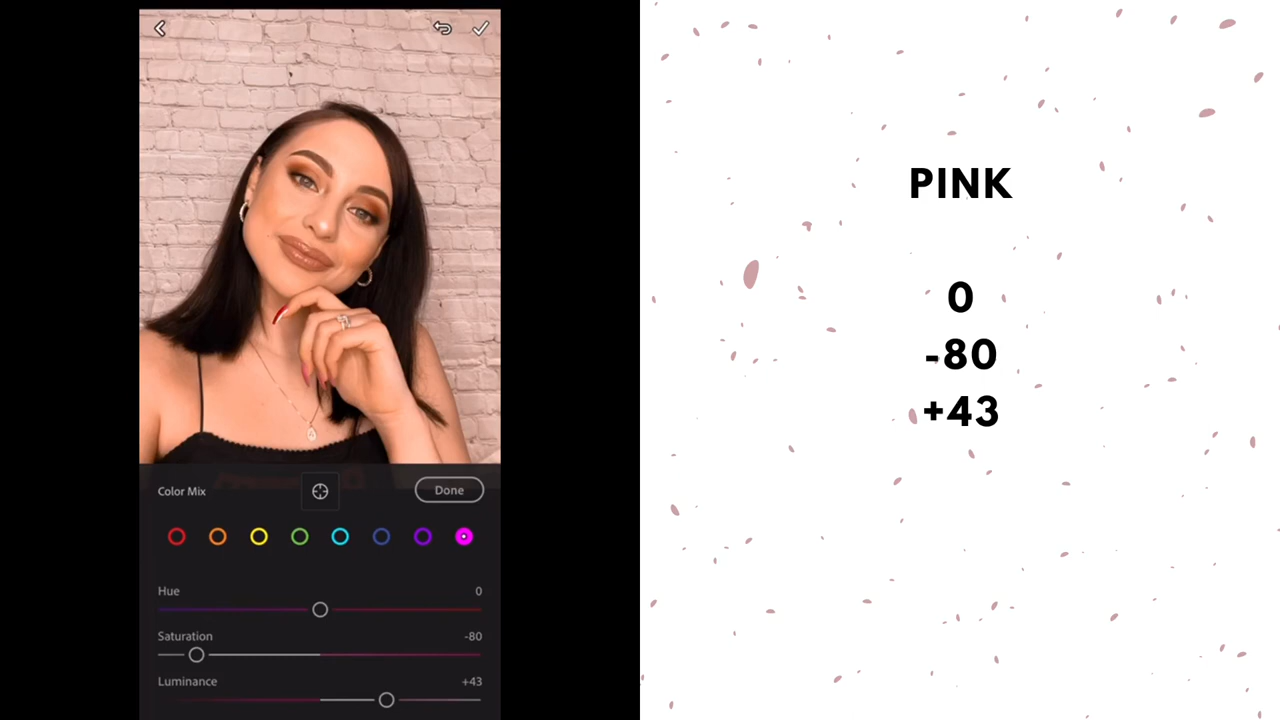 Color Mix
Done
Hue 0
Saturation -80
Luminance +43
PINK
0
-80
+43